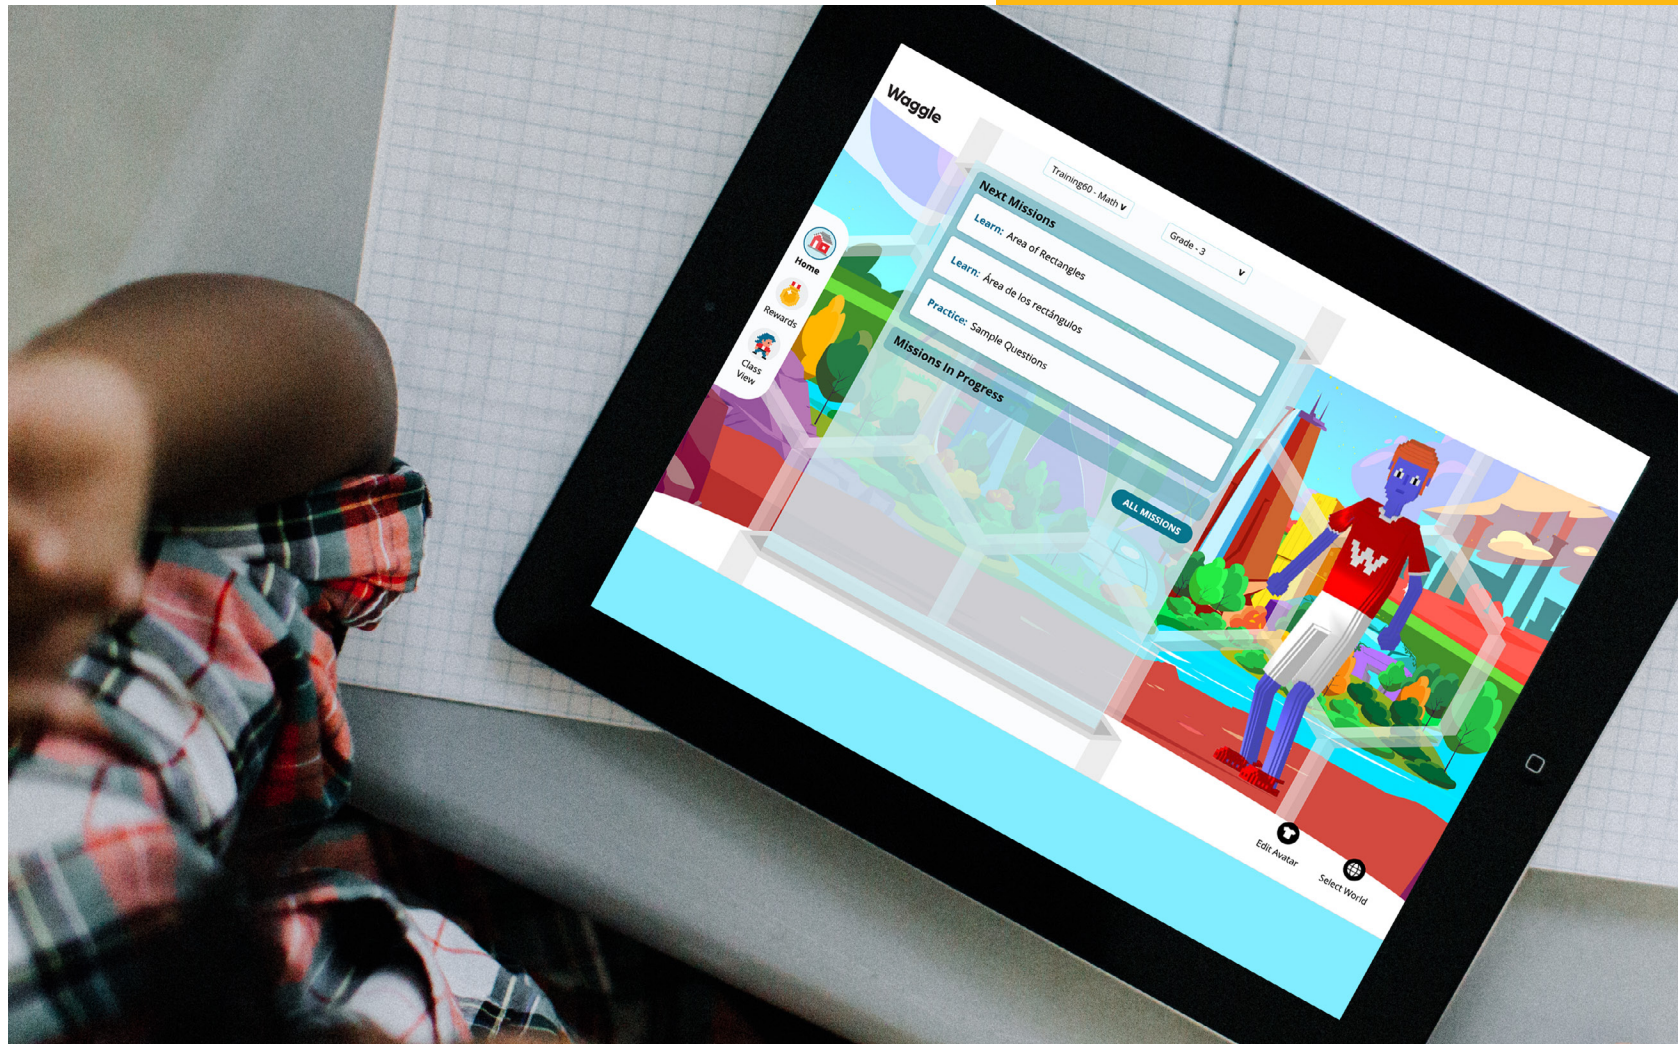 Waggle
Training60 - Math
Grade - 3
Home
Rewards
Class
View
Next Missions
Learn: Area of Rectangles
Learn: Área de los rectángulos
Practice: Sample Questions
Missions In Progress
ALL MISSIONS
W
Edit Avatar
Select World